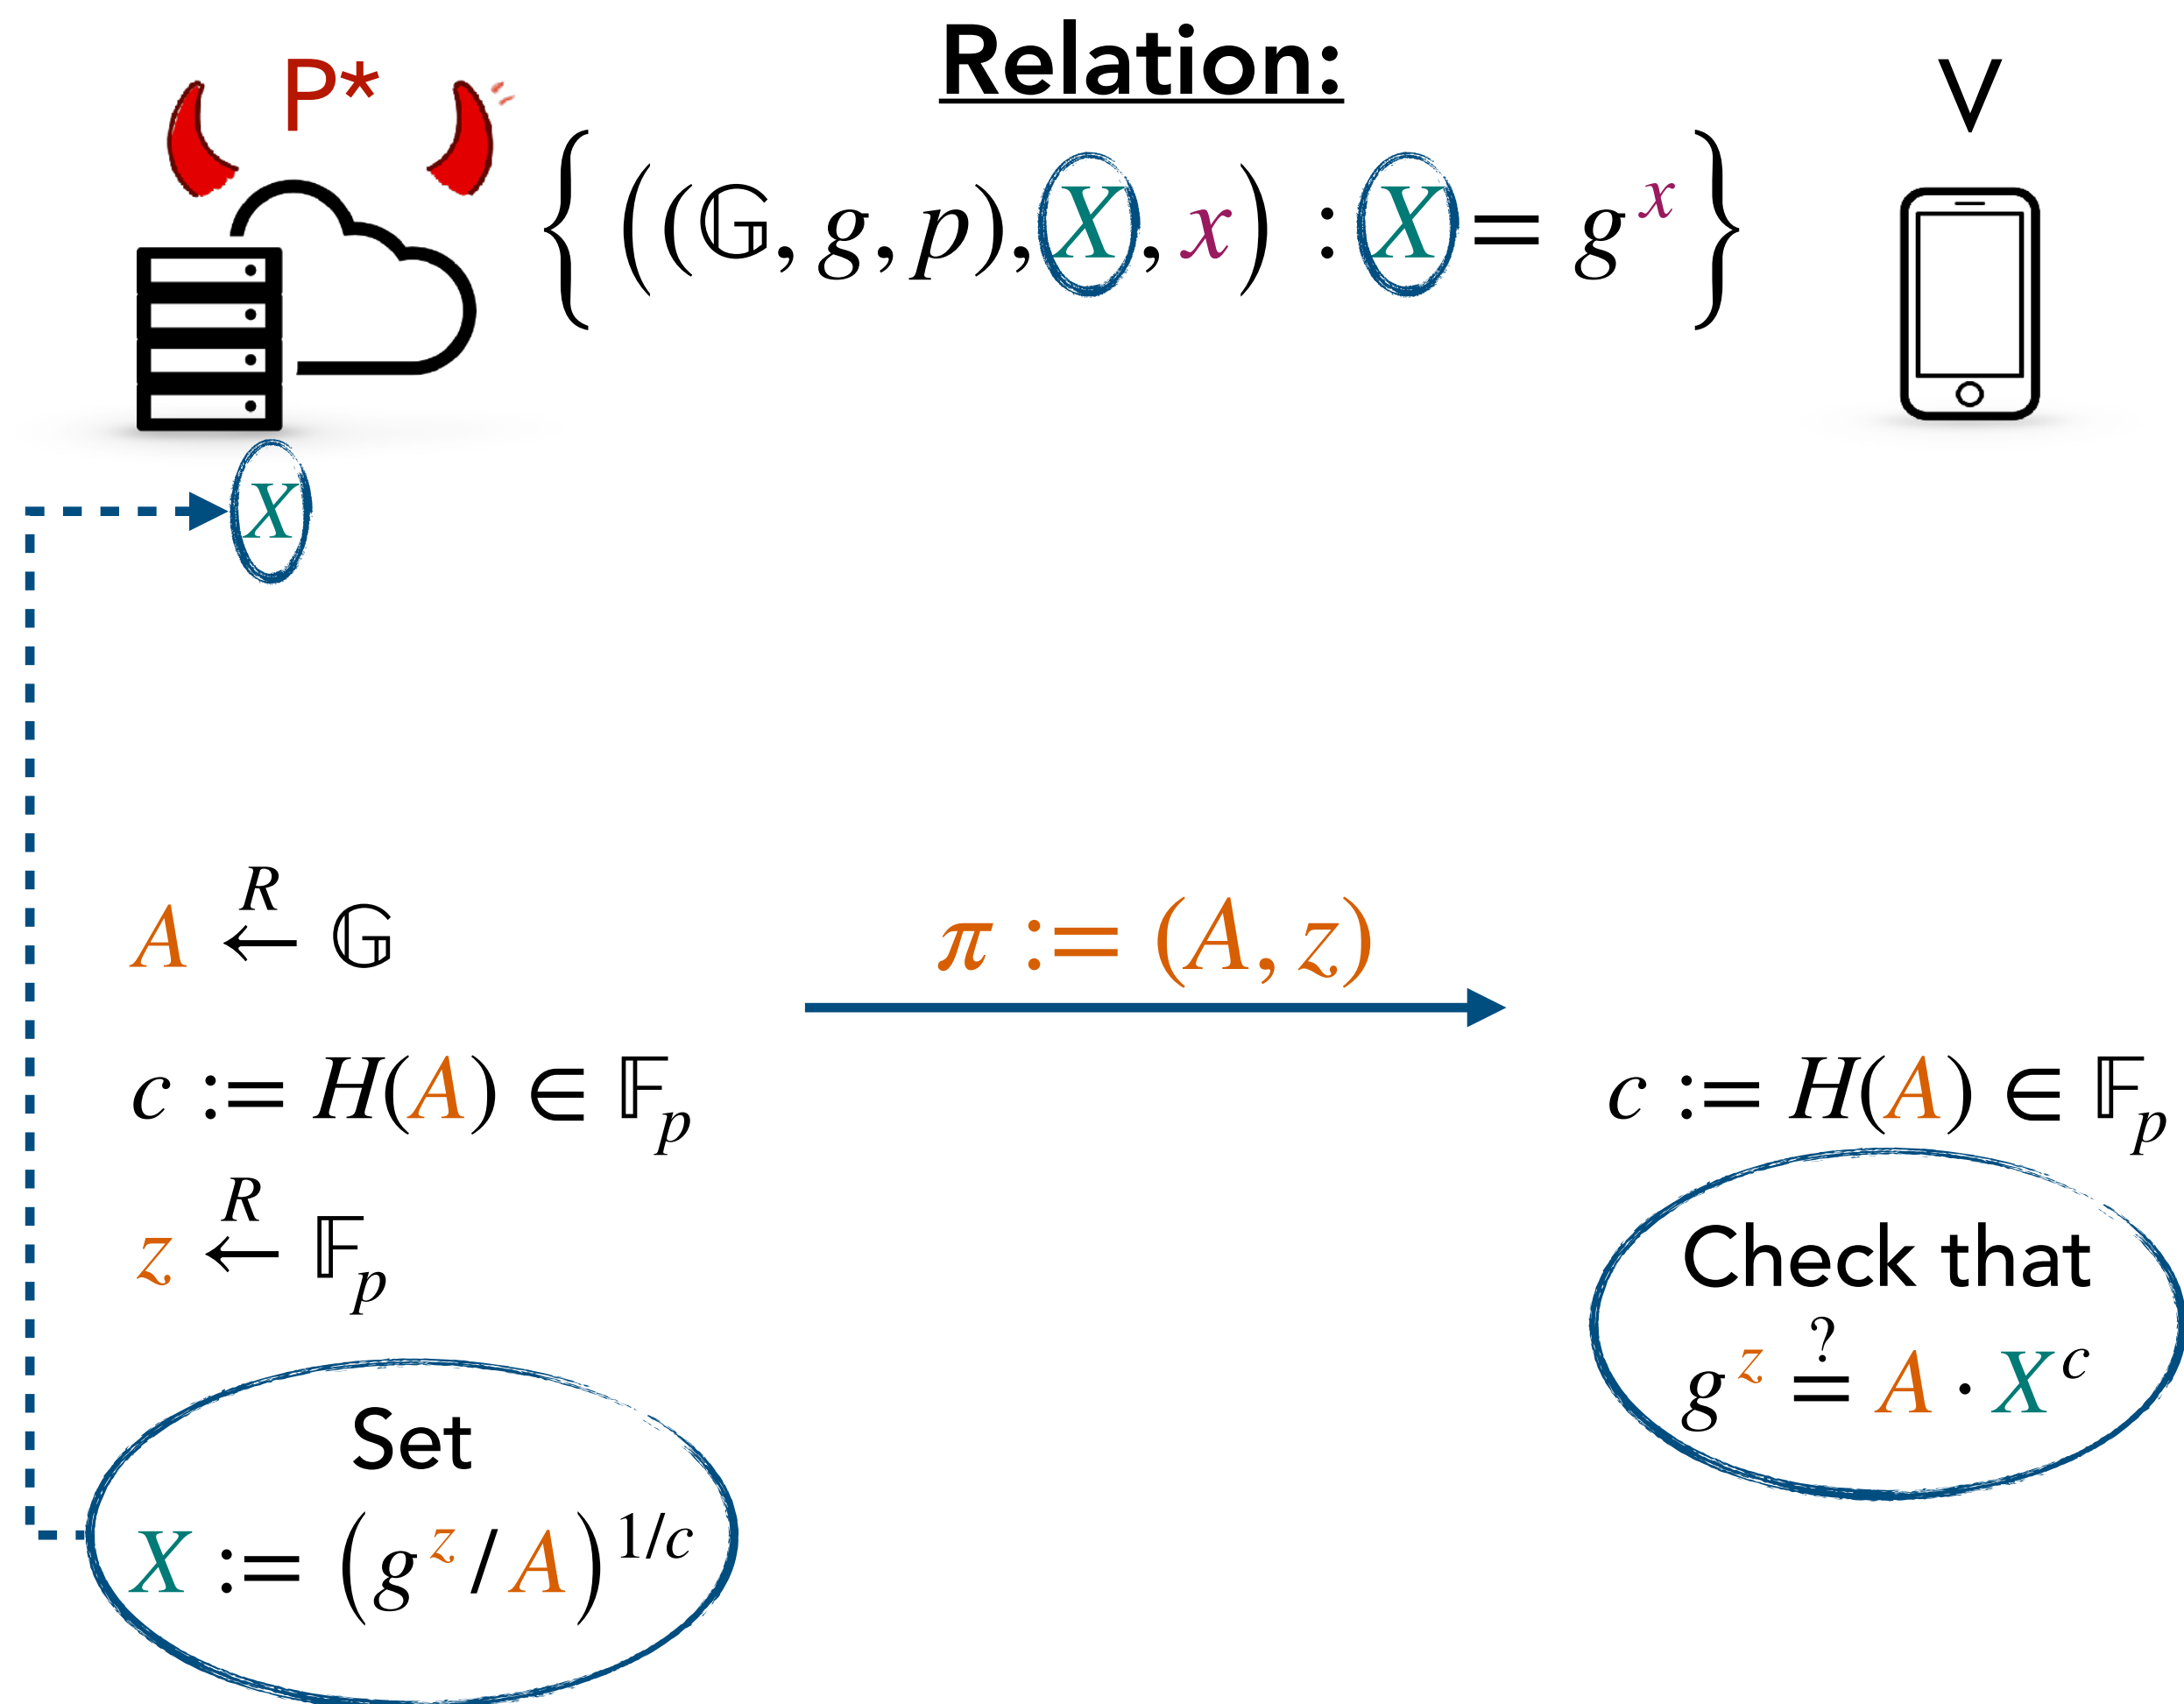 P*
Relation:
V
{((𝔾, g, p), X, x) : X = g^x}
X
A ←^R 𝔾
π := (A, z)
c := H(A) ∈ 𝔽_p
c := H(A) ∈ 𝔽_p
z ←^R 𝔽_p
Check that
g^z =^? A · X^c
Set
X := (g^z/A)^{1/c}